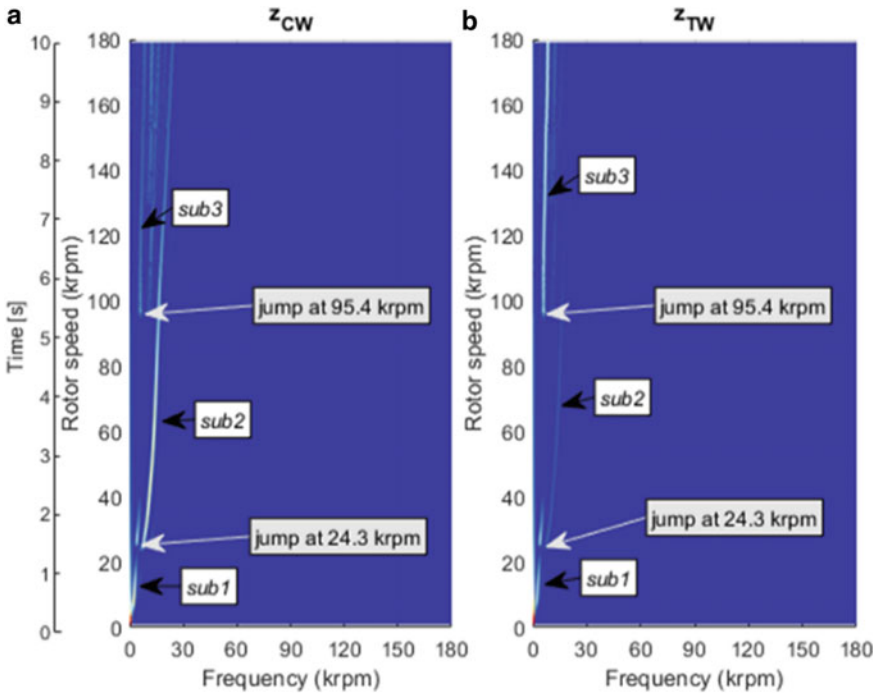 a
z_CW
Time [s]
10
9
8
7
6
5
4
3
2
1
0
Rotor speed (krpm)
180
160
140
120
100
80
60
40
20
0
sub3
jump at 95.4 krpm
sub2
jump at 24.3 krpm
sub1
0 30 60 90 120 150 180
Frequency (krpm)
b
z_TW
Rotor speed (krpm)
180
160
140
120
100
80
60
40
20
0
sub3
jump at 95.4 krpm
sub2
jump at 24.3 krpm
sub1
0 30 60 90 120 150 180
Frequency (krpm)